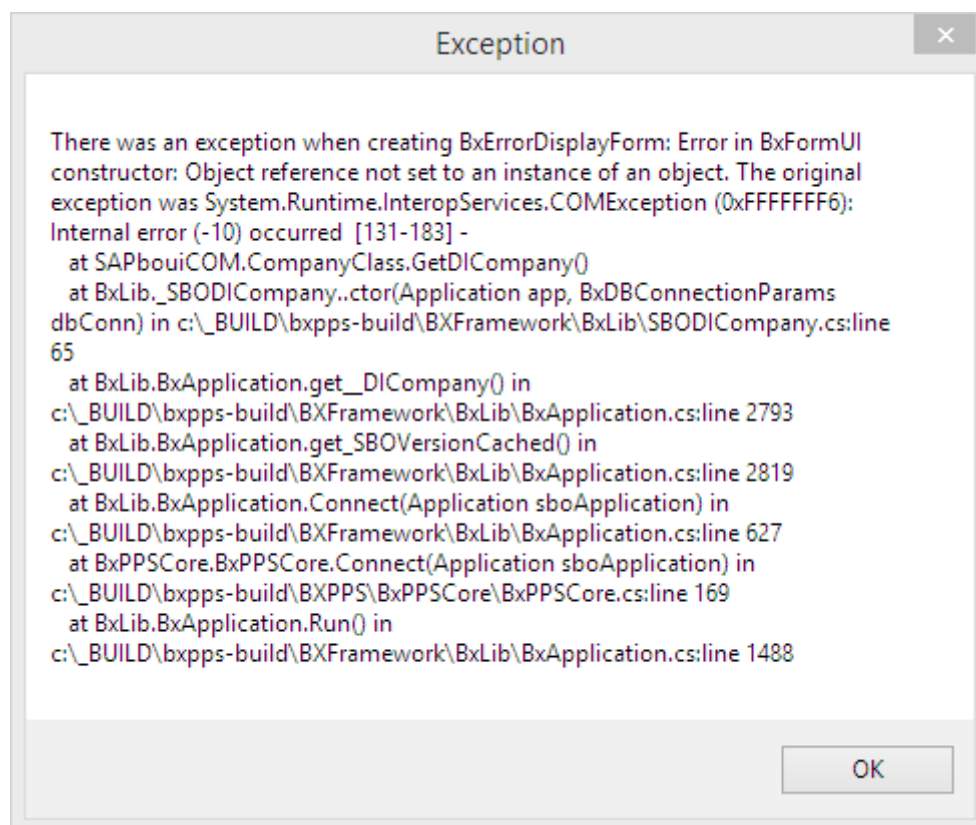 Exception
There was an exception when creating BxErrorDisplayForm: Error in BxFormUI
constructor: Object reference not set to an instance of an object. The original
exception was System.Runtime.InteropServices.COMException (0xFFFFFFF6):
Internal error (-10) occurred  [131-183] -
   at SAPbouiCOM.CompanyClass.GetDICompany()
   at BxLib._SBODICompany..ctor(Application app, BxDBConnectionParams
dbConn) in c:\_BUILD\bxpps-build\BXFramework\BxLib\SBODICompany.cs:line
65
   at BxLib.BxApplication.get__DICompany() in
c:\_BUILD\bxpps-build\BXFramework\BxLib\BxApplication.cs:line 2793
   at BxLib.BxApplication.get_SBOVersionCached() in
c:\_BUILD\bxpps-build\BXFramework\BxLib\BxApplication.cs:line 2819
   at BxLib.BxApplication.Connect(Application sboApplication) in
c:\_BUILD\bxpps-build\BXFramework\BxLib\BxApplication.cs:line 627
   at BxPPSCore.BxPPSCore.Connect(Application sboApplication) in
c:\_BUILD\bxpps-build\BXPPS\BxPPSCore\BxPPSCore.cs:line 169
   at BxLib.BxApplication.Run() in
c:\_BUILD\bxpps-build\BXFramework\BxLib\BxApplication.cs:line 1488
OK